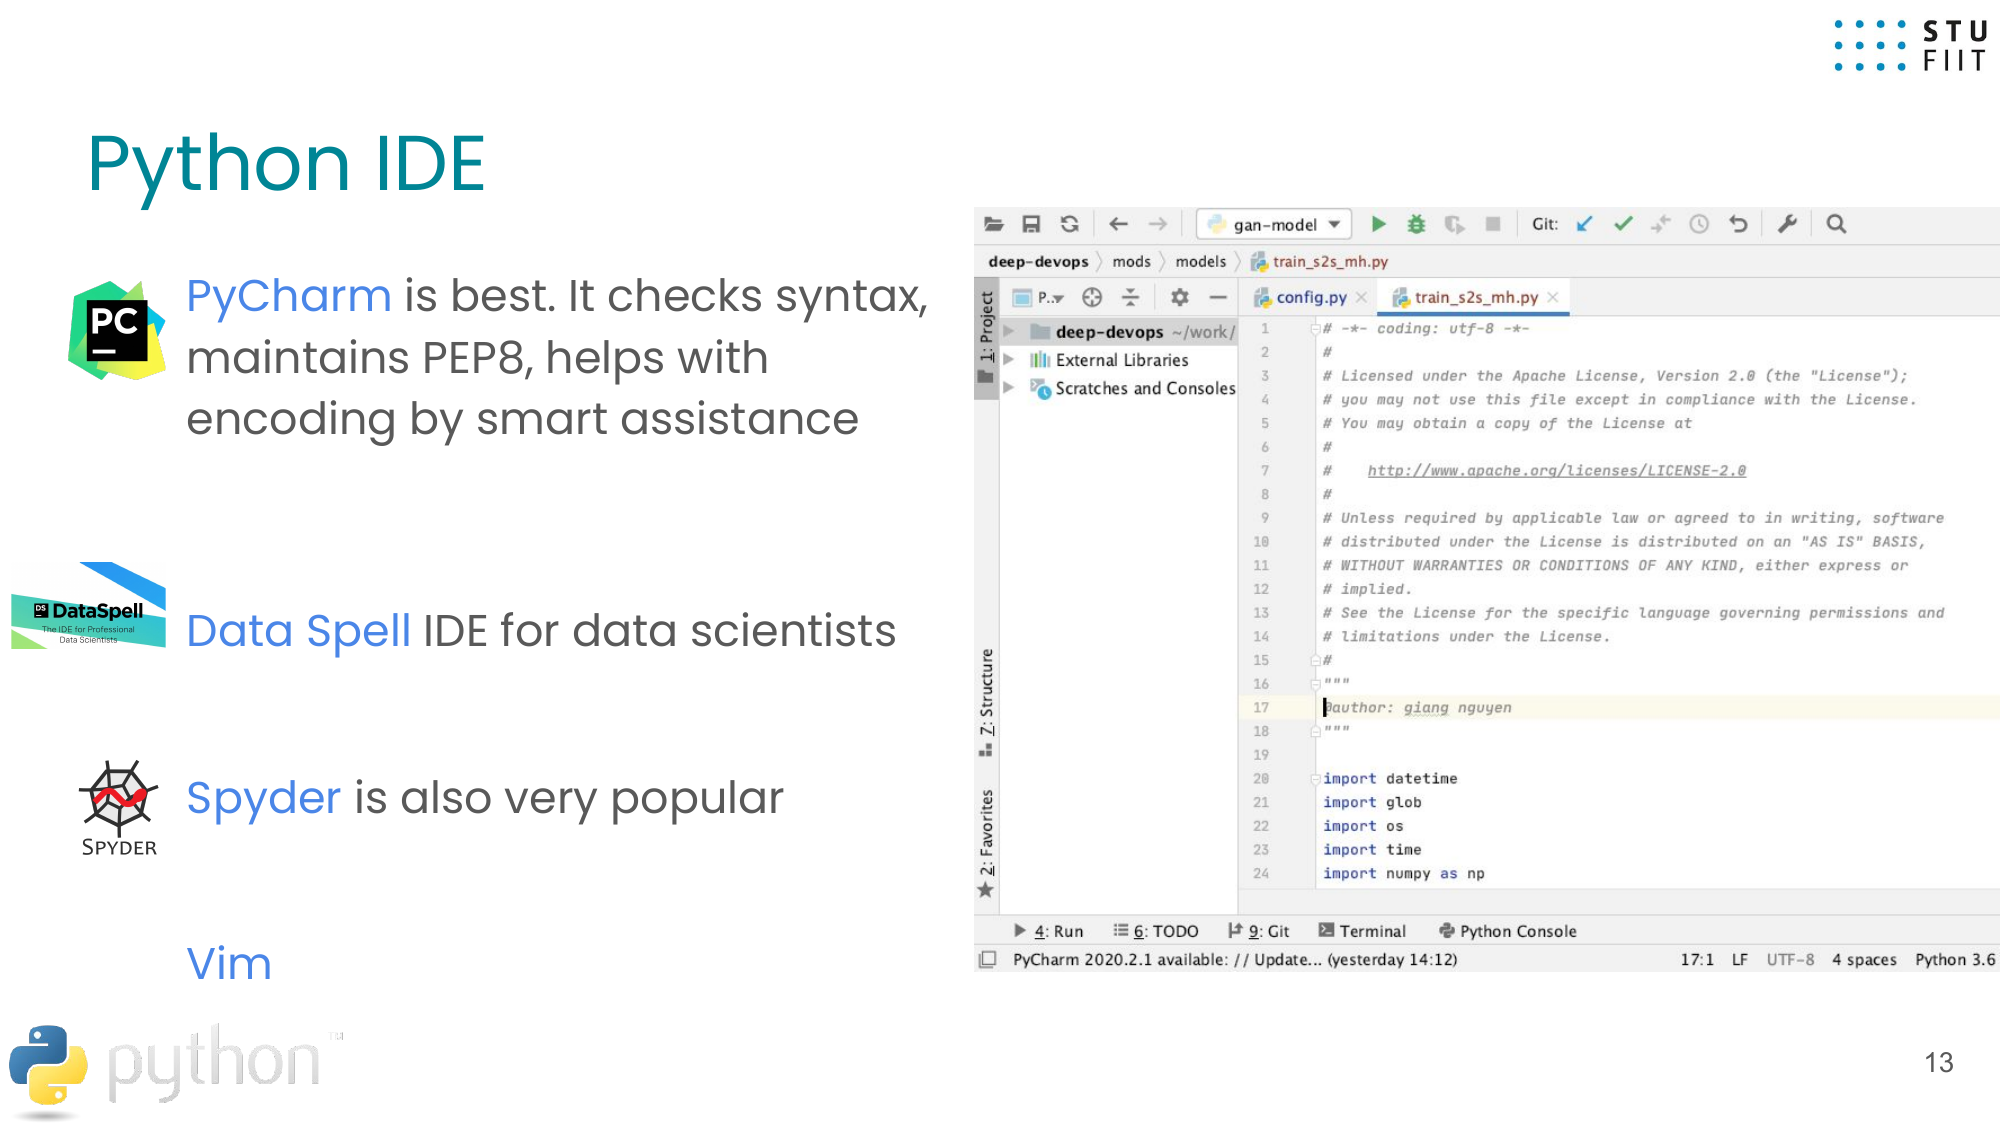 STU
FIIT
Python IDE
PC
PyCharm is best. It checks syntax,
maintains PEP8, helps with
encoding by smart assistance
DS DataSpell
The IDE for Professional
Data Scientists
Data Spell IDE for data scientists
SPYDER
Spyder is also very popular
Vim
python™
gan-model
Git:
deep-devops mods models train_s2s_mh.py
1: Project
P..
config.py train_s2s_mh.py
deep-devops ~/work/
External Libraries
Scratches and Consoles
7: Structure
2: Favorites
1 # -*- coding: utf-8 -*-
2 #
3 # Licensed under the Apache License, Version 2.0 (the "License");
4 # you may not use this file except in compliance with the License.
5 # You may obtain a copy of the License at
6 #
7 # http://www.apache.org/licenses/LICENSE-2.0
8 #
9 # Unless required by applicable law or agreed to in writing, software
10 # distributed under the License is distributed on an "AS IS" BASIS,
11 # WITHOUT WARRANTIES OR CONDITIONS OF ANY KIND, either express or
12 # implied.
13 # See the License for the specific language governing permissions and
14 # limitations under the License.
15 #
16 """
17 @author: giang nguyen
18 """
19
20 import datetime
21 import glob
22 import os
23 import time
24 import numpy as np
4: Run 6: TODO 9: Git Terminal Python Console
PyCharm 2020.2.1 available: // Update... (yesterday 14:12) 17:1 LF UTF-8 4 spaces Python 3.6
13